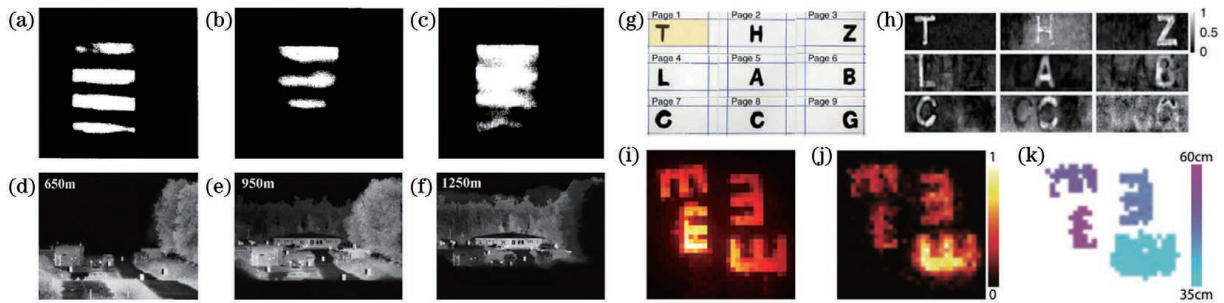 (a)
(b)
(c)
(d) 650m
(e) 950m
(f) 1250m
(g)
Page 1 Page 2 Page 3
T H Z
Page 4 Page 5 Page 6
L A B
Page 7 Page 8 Page 9
C C G
(h)
T H Z
L A B
C C G
1
0.5
0
(i)
E E
E E
(j)
E E
E E
1
0
(k)
E E
E
60cm
35cm